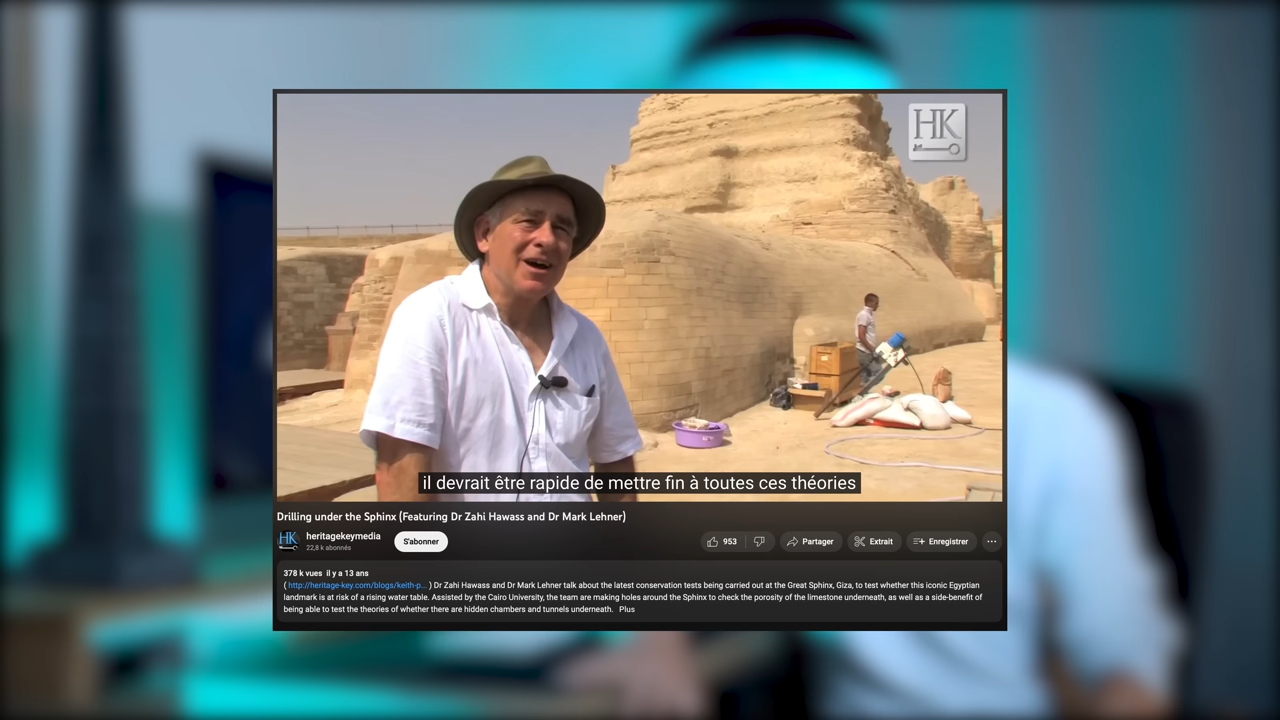 HK
il devrait être rapide de mettre fin à toutes ces théories
Drilling under the Sphinx (Featuring Dr Zahi Hawass and Dr Mark Lehner)
HK
heritagekeymedia
22,8 k abonnés
S'abonner
953
Partager
Extrait
Enregistrer
378 k vues il y a 13 ans
( http://heritage-key.com/blogs/keith-p... ) Dr Zahi Hawass and Dr Mark Lehner talk about the latest conservation tests being carried out at the Great Sphinx, Giza, to test whether this iconic Egyptian
landmark is at risk of a rising water table. Assisted by the Cairo University, the team are making holes around the Sphinx to check the porosity of the limestone underneath, as well as a side-benefit of
being able to test the theories of whether there are hidden chambers and tunnels underneath. Plus